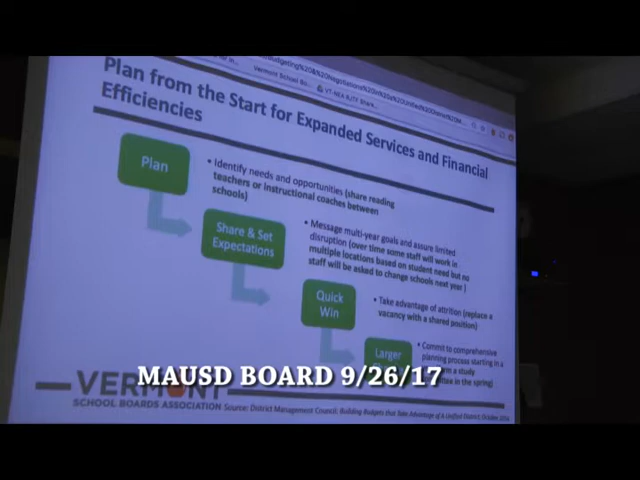 Plan from the Start for Expanded Services and Financial
Efficiencies
Plan
• Identify needs and opportunities (share reading
teachers or instructional coaches between
schools)
Share & Set
Expectations
• Message multi-year goals and assure limited
disruption (over time some staff will work in
multiple locations based on student need but no
staff will be asked to change schools next year )
Quick
Win
• Take advantage of attrition (replace a
vacancy with a shared position)
Larger
• Commit to comprehensive
planning process starting in a
a study
in the spring)
MAUSD BOARD 9/26/17
VERMONT
SCHOOL BOARDS ASSOCIATION
Source: District Management Council: Building Budgets that Take Advantage of A Unified District, October 2016